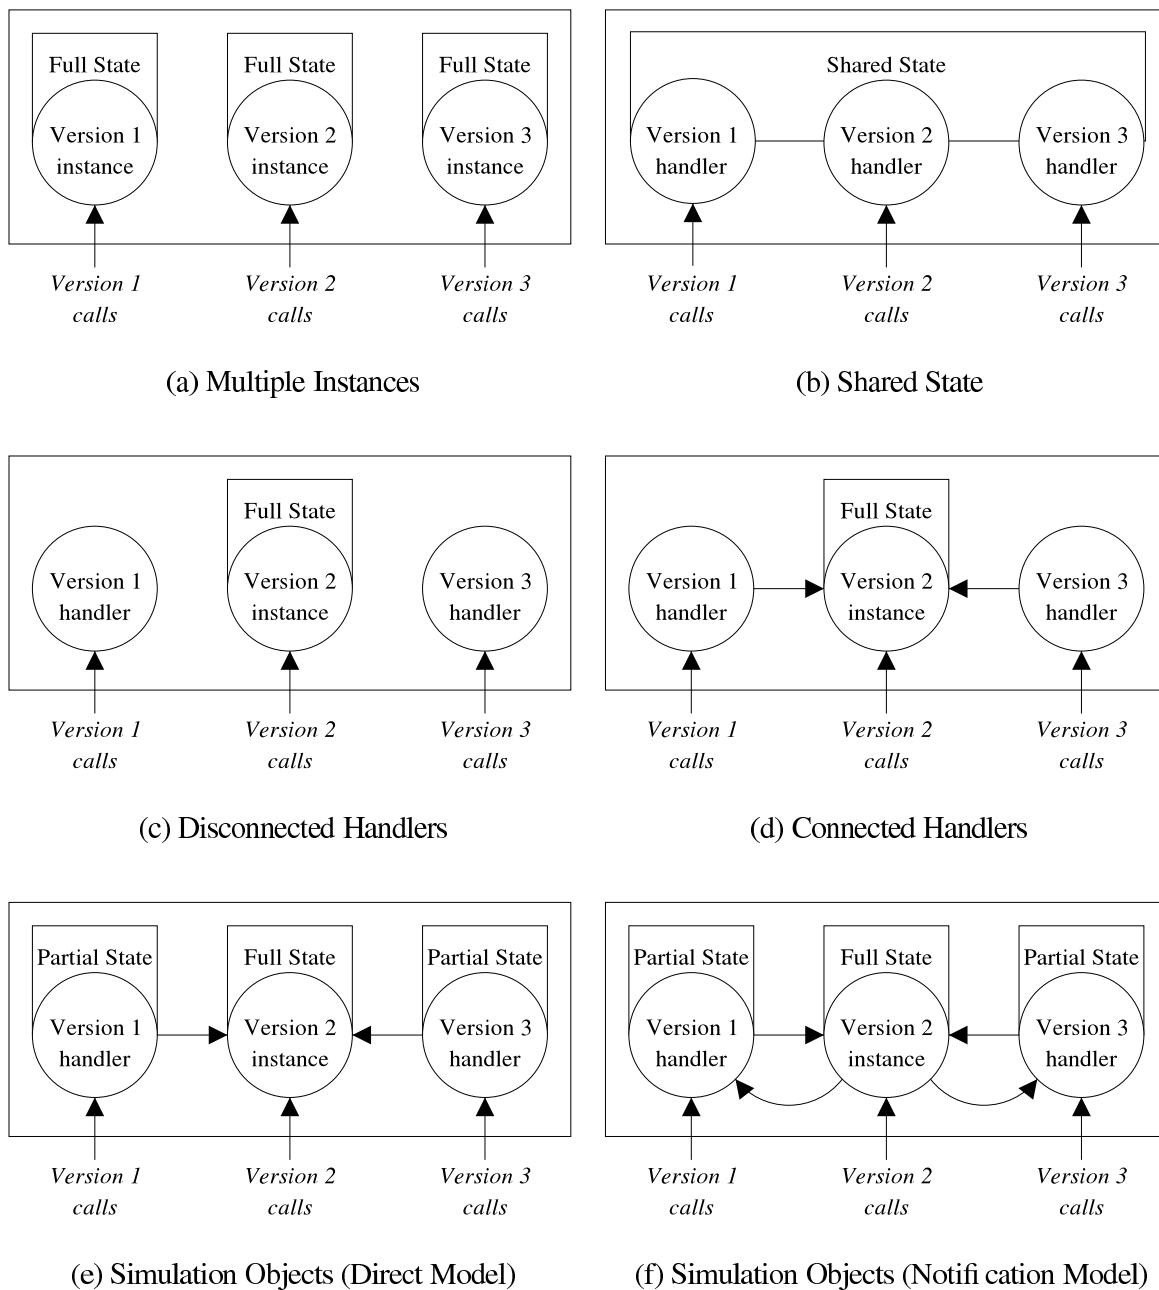 Full State Full State Full State
Version 1 Version 2 Version 3
instance instance instance
Version 1 Version 2 Version 3
calls calls calls
(a) Multiple Instances
Shared State
Version 1 Version 2 Version 3
handler handler handler
Version 1 Version 2 Version 3
calls calls calls
(b) Shared State
Full State
Version 1 Version 2 Version 3
handler instance handler
Version 1 Version 2 Version 3
calls calls calls
(c) Disconnected Handlers
Full State
Version 1 Version 2 Version 3
handler instance handler
Version 1 Version 2 Version 3
calls calls calls
(d) Connected Handlers
Partial State Full State Partial State
Version 1 Version 2 Version 3
handler instance handler
Version 1 Version 2 Version 3
calls calls calls
(e) Simulation Objects (Direct Model)
Partial State Full State Partial State
Version 1 Version 2 Version 3
handler instance handler
Version 1 Version 2 Version 3
calls calls calls
(f) Simulation Objects (Notifi cation Model)